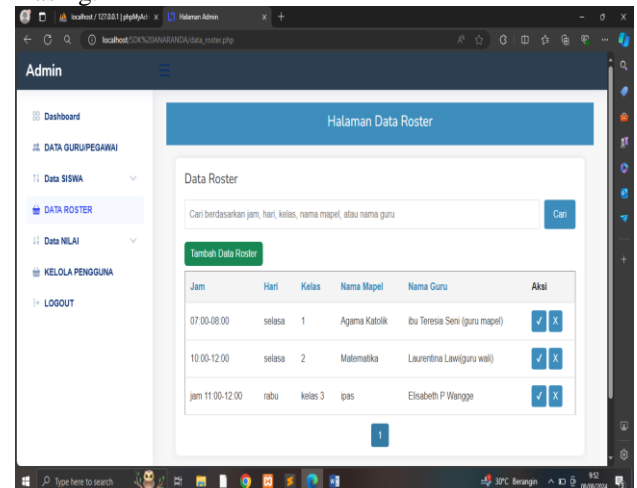 localhost / 127.0.0.1 | phpMyAd
Halaman Admin
localhost/SDK%20ANARANDA/data_roster.php
Admin
Dashboard
DATA GURU/PEGAWAI
Data SISWA
DATA ROSTER
Data NILAI
KELOLA PENGGUNA
LOGOUT
Halaman Data Roster
Data Roster
Cari berdasarkan jam, hari, kelas, nama mapel, atau nama guru
Cari
Tambah Data Roster
Jam Hari Kelas Nama Mapel Nama Guru Aksi
07:00-08:00 selasa 1 Agama Katolik ibu Teresia Seni (guru mapel) X
10:00-12.00 selasa 2 Matematika Laurentina Lawi(guru wali) X
jam 11:00-12:00 rabu kelas 3 ipas Elisabeth P Wangge X
1
Type here to search
30°C Berangin
9:52
08/08/2024